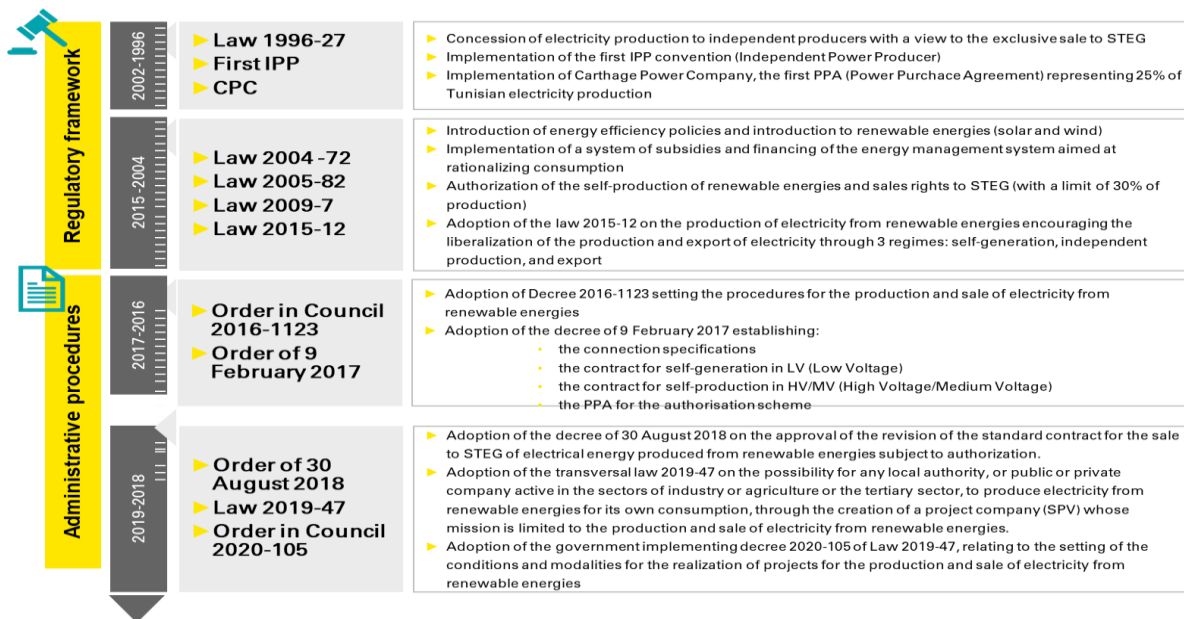 Regulatory framework
2002-1996
Law 1996-27
First IPP
CPC
Concession of electricity production to independent producers with a view to the exclusive sale to STEG
Implementation of the first IPP convention (Independent Power Producer)
Implementation of Carthage Power Company, the first PPA (Power Purchace Agreement) representing 25% of
Tunisian electricity production
2015 -2004
Law 2004 -72
Law 2005-82
Law 2009-7
Law 2015-12
Introduction of energy efficiency policies and introduction to renewable energies (solar and wind)
Implementation of a system of subsidies and financing of the energy management system aimed at
rationalizing consumption
Authorization of the self-production of renewable energies and sales rights to STEG (with a limit of 30% of
production)
Adoption of the law 2015-12 on the production of electricity from renewable energies encouraging the
liberalization of the production and export of electricity through 3 regimes: self-generation, independent
production, and export
Administrative procedures
2017-2016
Order in Council
2016-1123
Order of 9
February 2017
Adoption of Decree 2016-1123 setting the procedures for the production and sale of electricity from
renewable energies
Adoption of the decree of 9 February 2017 establishing:
the connection specifications
the contract for self-generation in LV (Low Voltage)
the contract for self-production in HV/MV (High Voltage/Medium Voltage)
the PPA for the authorisation scheme
2019-2018
Order of 30
August 2018
Law 2019-47
Order in Council
2020-105
Adoption of the decree of 30 August 2018 on the approval of the revision of the standard contract for the sale
to STEG of electrical energy produced from renewable energies subject to authorization.
Adoption of the transversal law 2019-47 on the possibility for any local authority, or public or private
company active in the sectors of industry or agriculture or the tertiary sector, to produce electricity from
renewable energies for its own consumption, through the creation of a project company (SPV) whose
mission is limited to the production and sale of electricity from renewable energies.
Adoption of the government implementing decree 2020-105 of Law 2019-47, relating to the setting of the
conditions and modalities for the realization of projects for the production and sale of electricity from
renewable energies